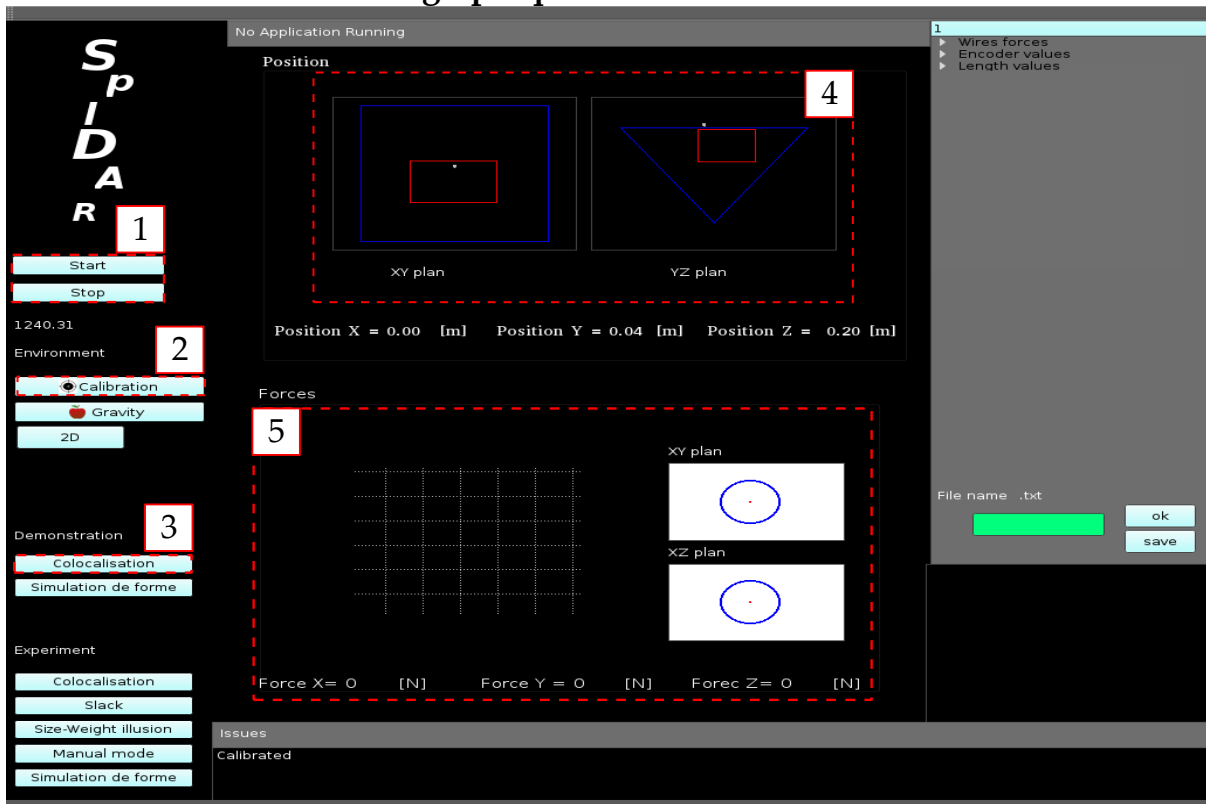 No Application Running
S
p
I
D
A
R
1
Start
Stop
1240.31
Environment
2
Calibration
Gravity
2D
Demonstration
3
Colocalisation
Simulation de forme
Experiment
Colocalisation
Slack
Size-Weight illusion
Manual mode
Simulation de forme
Position
4
XY plan
YZ plan
Position X = 0.00 [m] Position Y = 0.04 [m] Position Z = 0.20 [m]
Forces
5
XY plan
XZ plan
Force X= 0 [N] Force Y = 0 [N] Forec Z= 0 [N]
Issues
Calibrated
1
Wires forces
Encoder values
Length values
File name .txt
ok
save